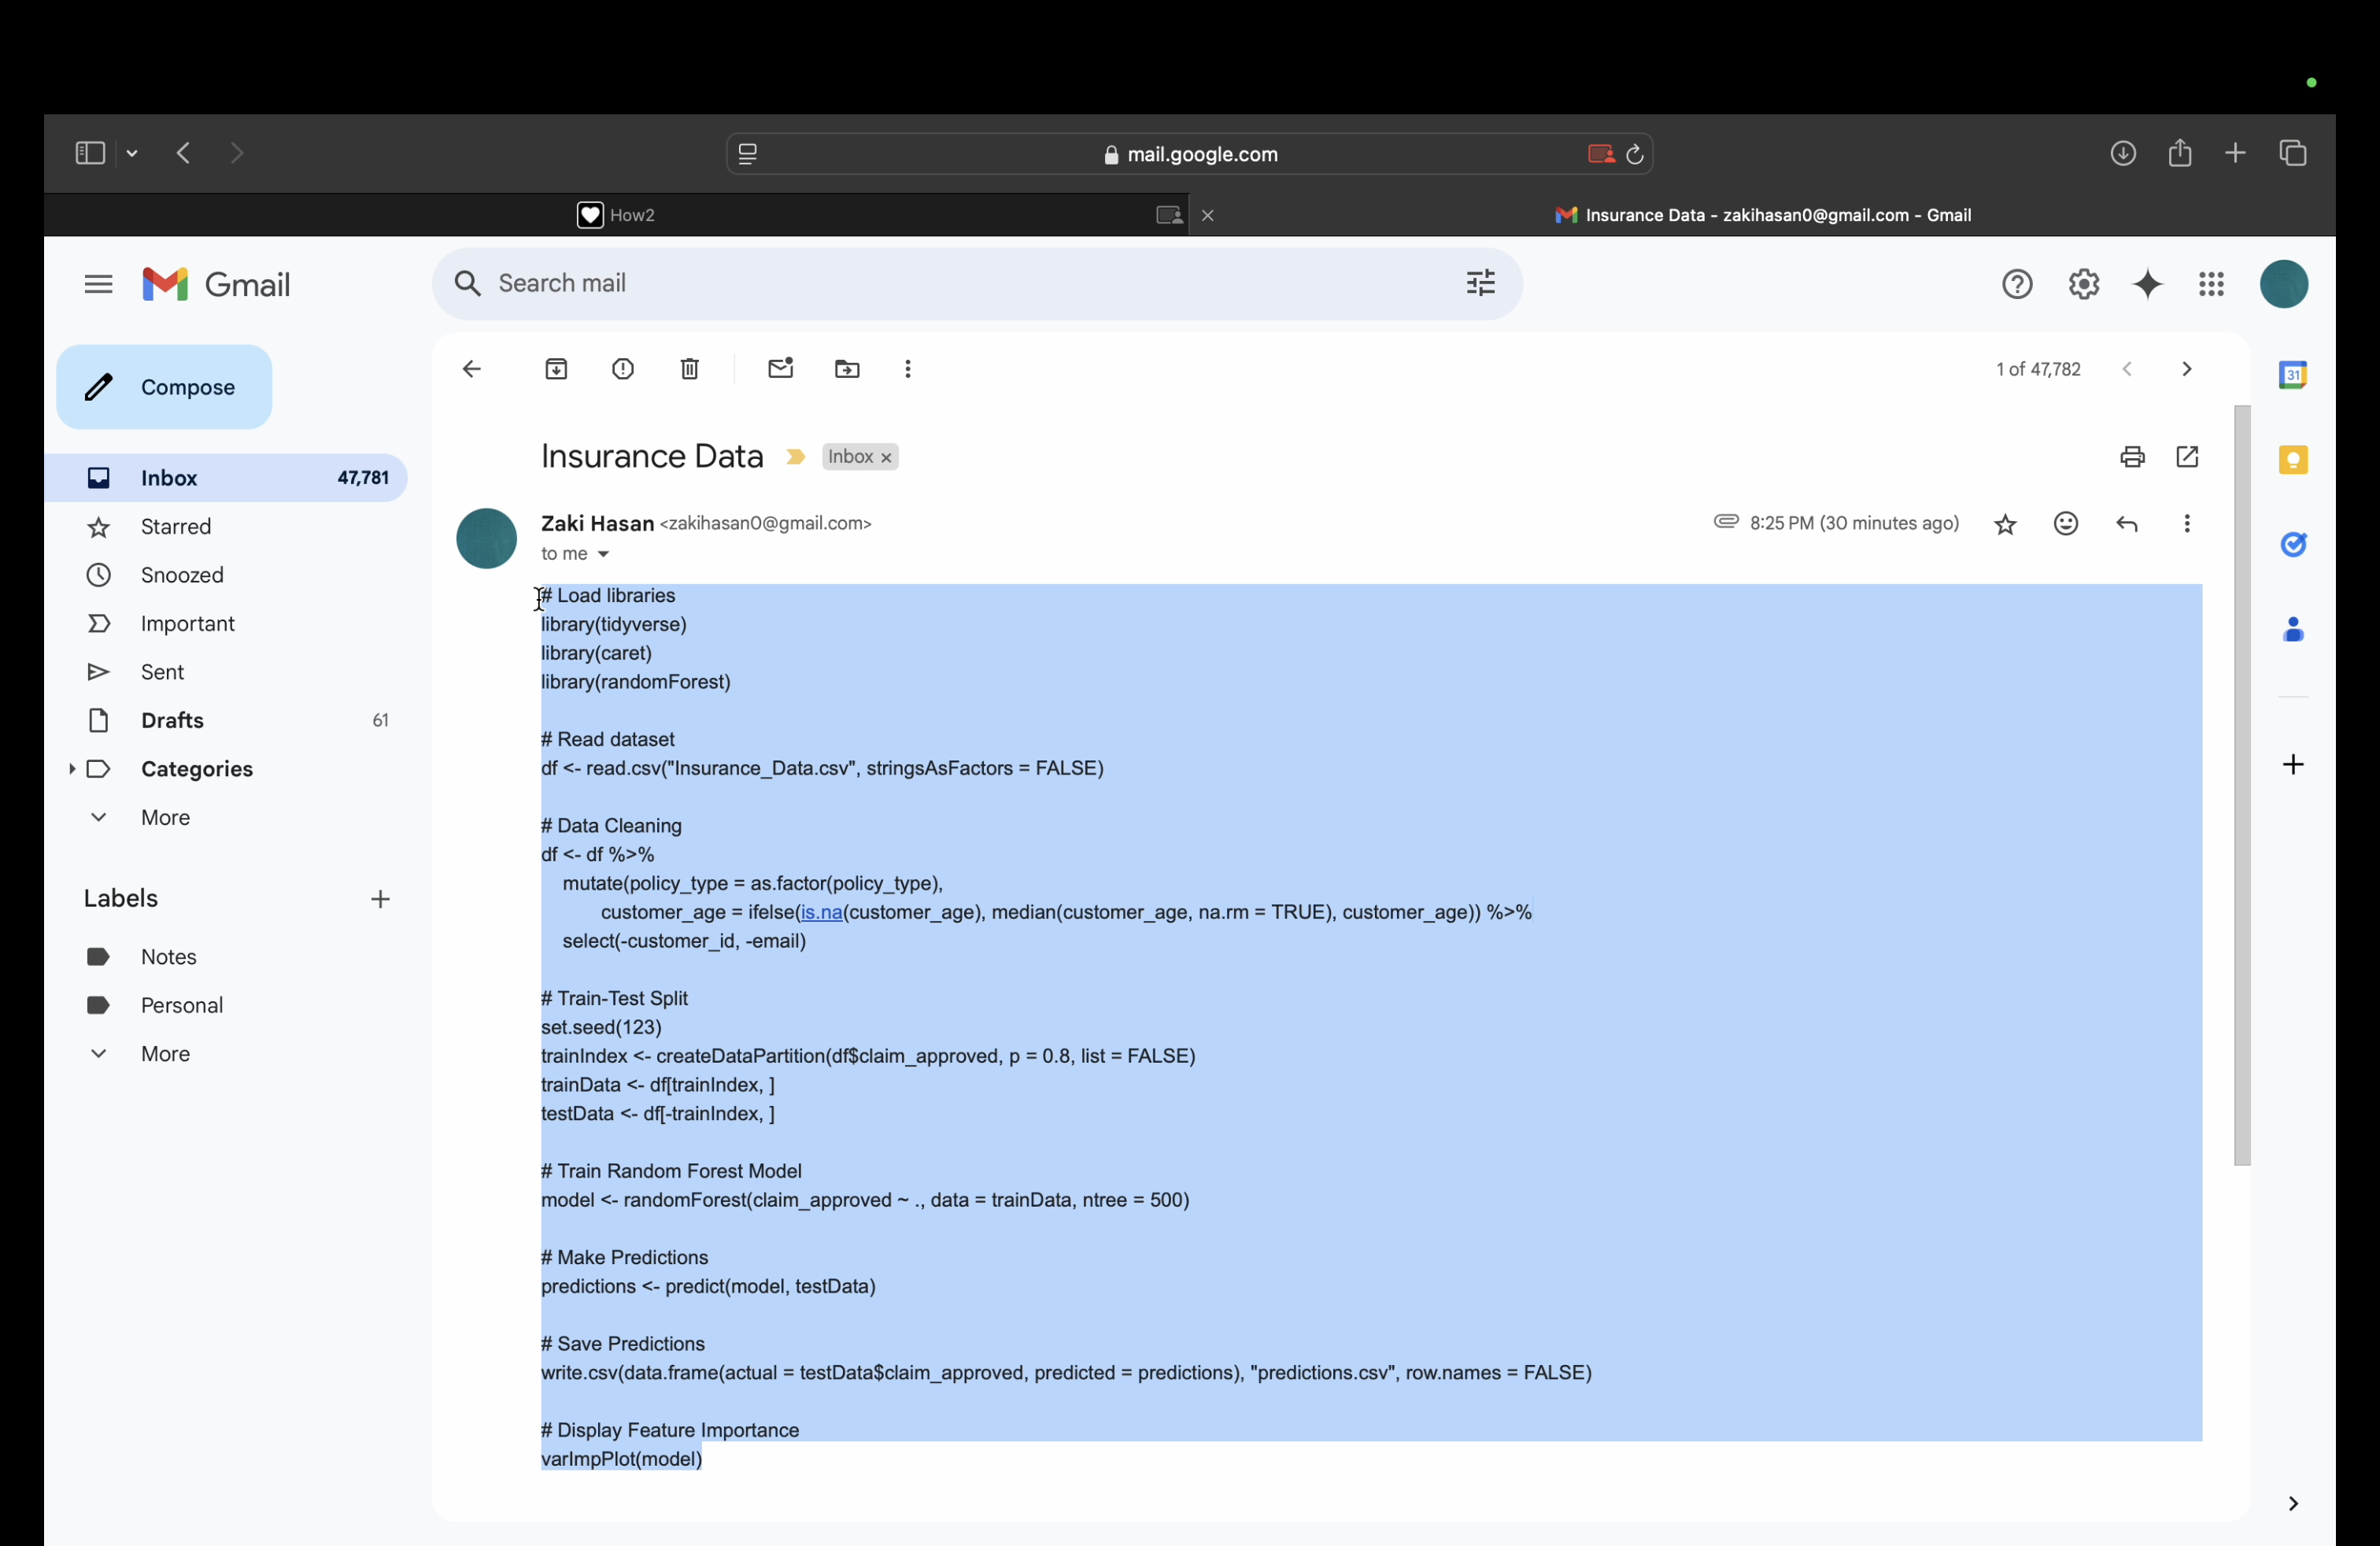 mail.google.com
How2
Insurance Data - zakihasan0@gmail.com - Gmail
Gmail
Search mail
Compose
1 of 47,782
31
Insurance Data
Inbox
Inbox 47,781
Starred
Snoozed
Important
Sent
Drafts 61
Categories
More
Labels
Notes
Personal
More
Zaki Hasan <zakihasan0@gmail.com>
8:25 PM (30 minutes ago)
to me
# Load libraries
library(tidyverse)
library(caret)
library(randomForest)
# Read dataset
df <- read.csv("Insurance_Data.csv", stringsAsFactors = FALSE)
# Data Cleaning
df <- df %>%
mutate(policy_type = as.factor(policy_type),
customer_age = ifelse(is.na(customer_age), median(customer_age, na.rm = TRUE), customer_age)) %>%
select(-customer_id, -email)
# Train-Test Split
set.seed(123)
trainIndex <- createDataPartition(df$claim_approved, p = 0.8, list = FALSE)
trainData <- df[trainIndex, ]
testData <- df[-trainIndex, ]
# Train Random Forest Model
model <- randomForest(claim_approved ~ ., data = trainData, ntree = 500)
# Make Predictions
predictions <- predict(model, testData)
# Save Predictions
write.csv(data.frame(actual = testData$claim_approved, predicted = predictions), "predictions.csv", row.names = FALSE)
# Display Feature Importance
varImpPlot(model)